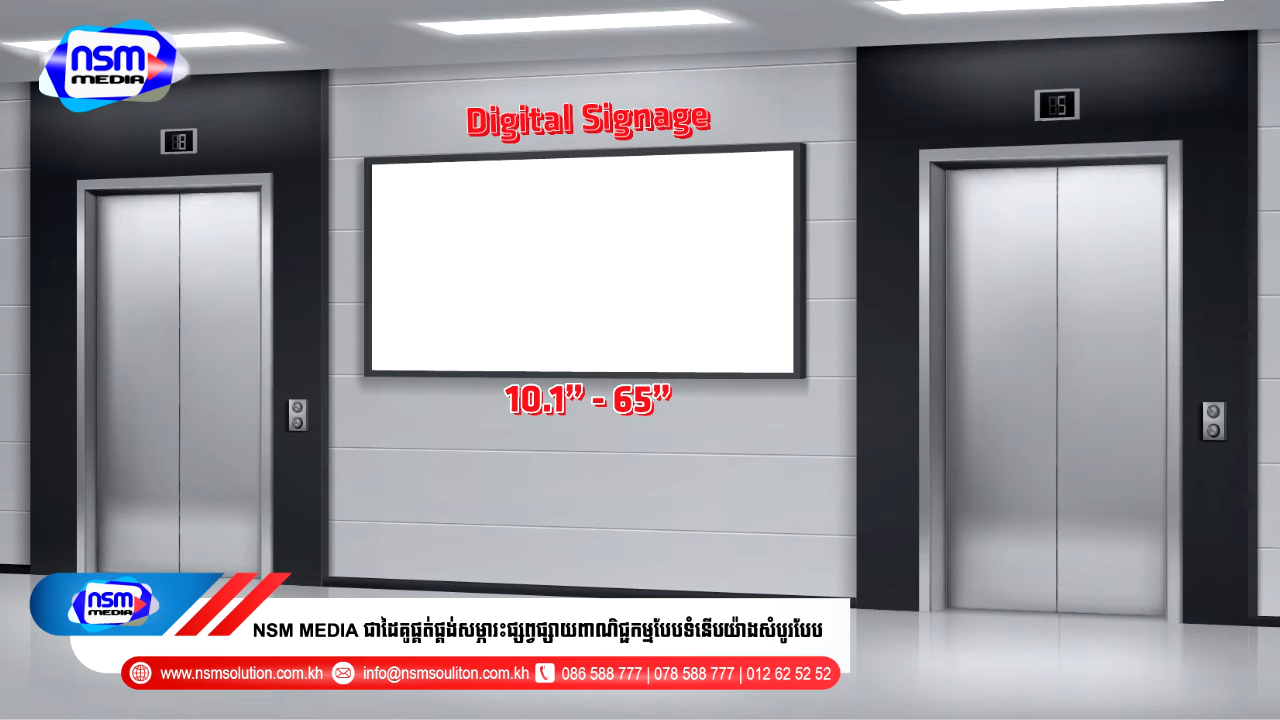 nsm
MEDIA
Digital Signage
8
5
10.1” - 65”
nsm
MEDIA
NSM MEDIA ជាដៃគូផ្គត់ផ្គង់សម្ភារៈផ្សព្វផ្សាយពាណិជ្ជកម្មបែបទំនើបយ៉ាងសំបូរបែប
www.nsmsolution.com.kh info@nsmsouliton.com.kh 086 588 777 | 078 588 777 | 012 62 52 52